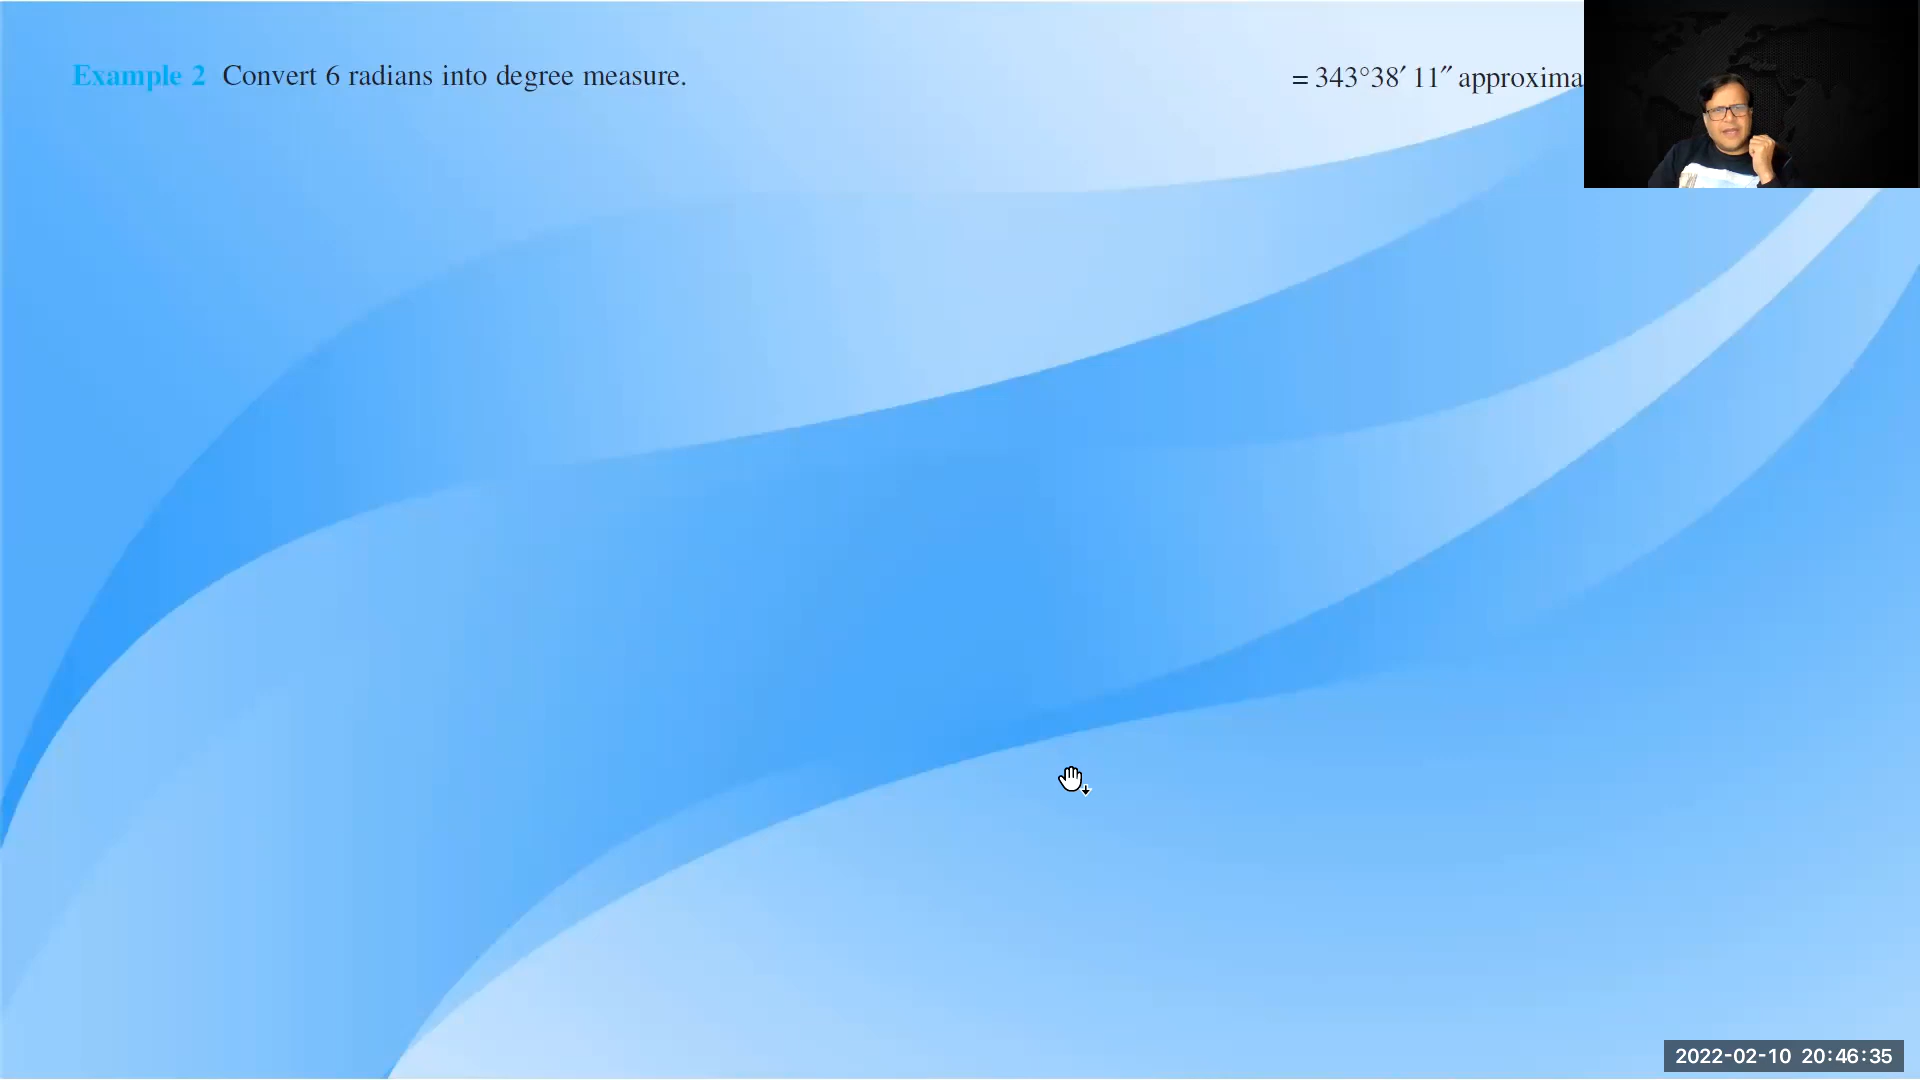 Example 2 Convert 6 radians into degree measure.
= 343°38′ 11″ approxima
2022-02-10 20:46:35